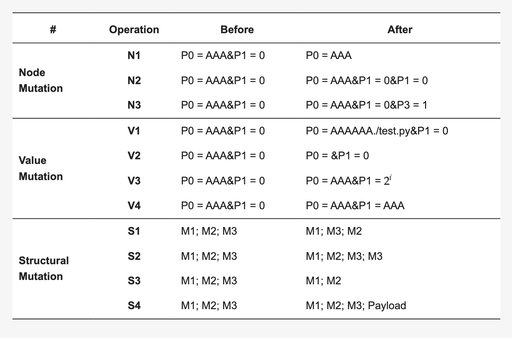 # Operation Before After
N1 P0 = AAA&P1 = 0 P0 = AAA
Node Mutation N2 P0 = AAA&P1 = 0 P0 = AAA&P1 = 0&P1 = 0
N3 P0 = AAA&P1 = 0 P0 = AAA&P1 = 0&P3 = 1
V1 P0 = AAA&P1 = 0 P0 = AAAAAA./test.py&P1 = 0
Value Mutation V2 P0 = AAA&P1 = 0 P0 = &P1 = 0
V3 P0 = AAA&P1 = 0 P0 = AAA&P1 = 2^i
V4 P0 = AAA&P1 = 0 P0 = AAA&P1 = AAA
S1 M1; M2; M3 M1; M3; M2
Structural Mutation S2 M1; M2; M3 M1; M2; M3; M3
S3 M1; M2; M3 M1; M2
S4 M1; M2; M3 M1; M2; M3; Payload